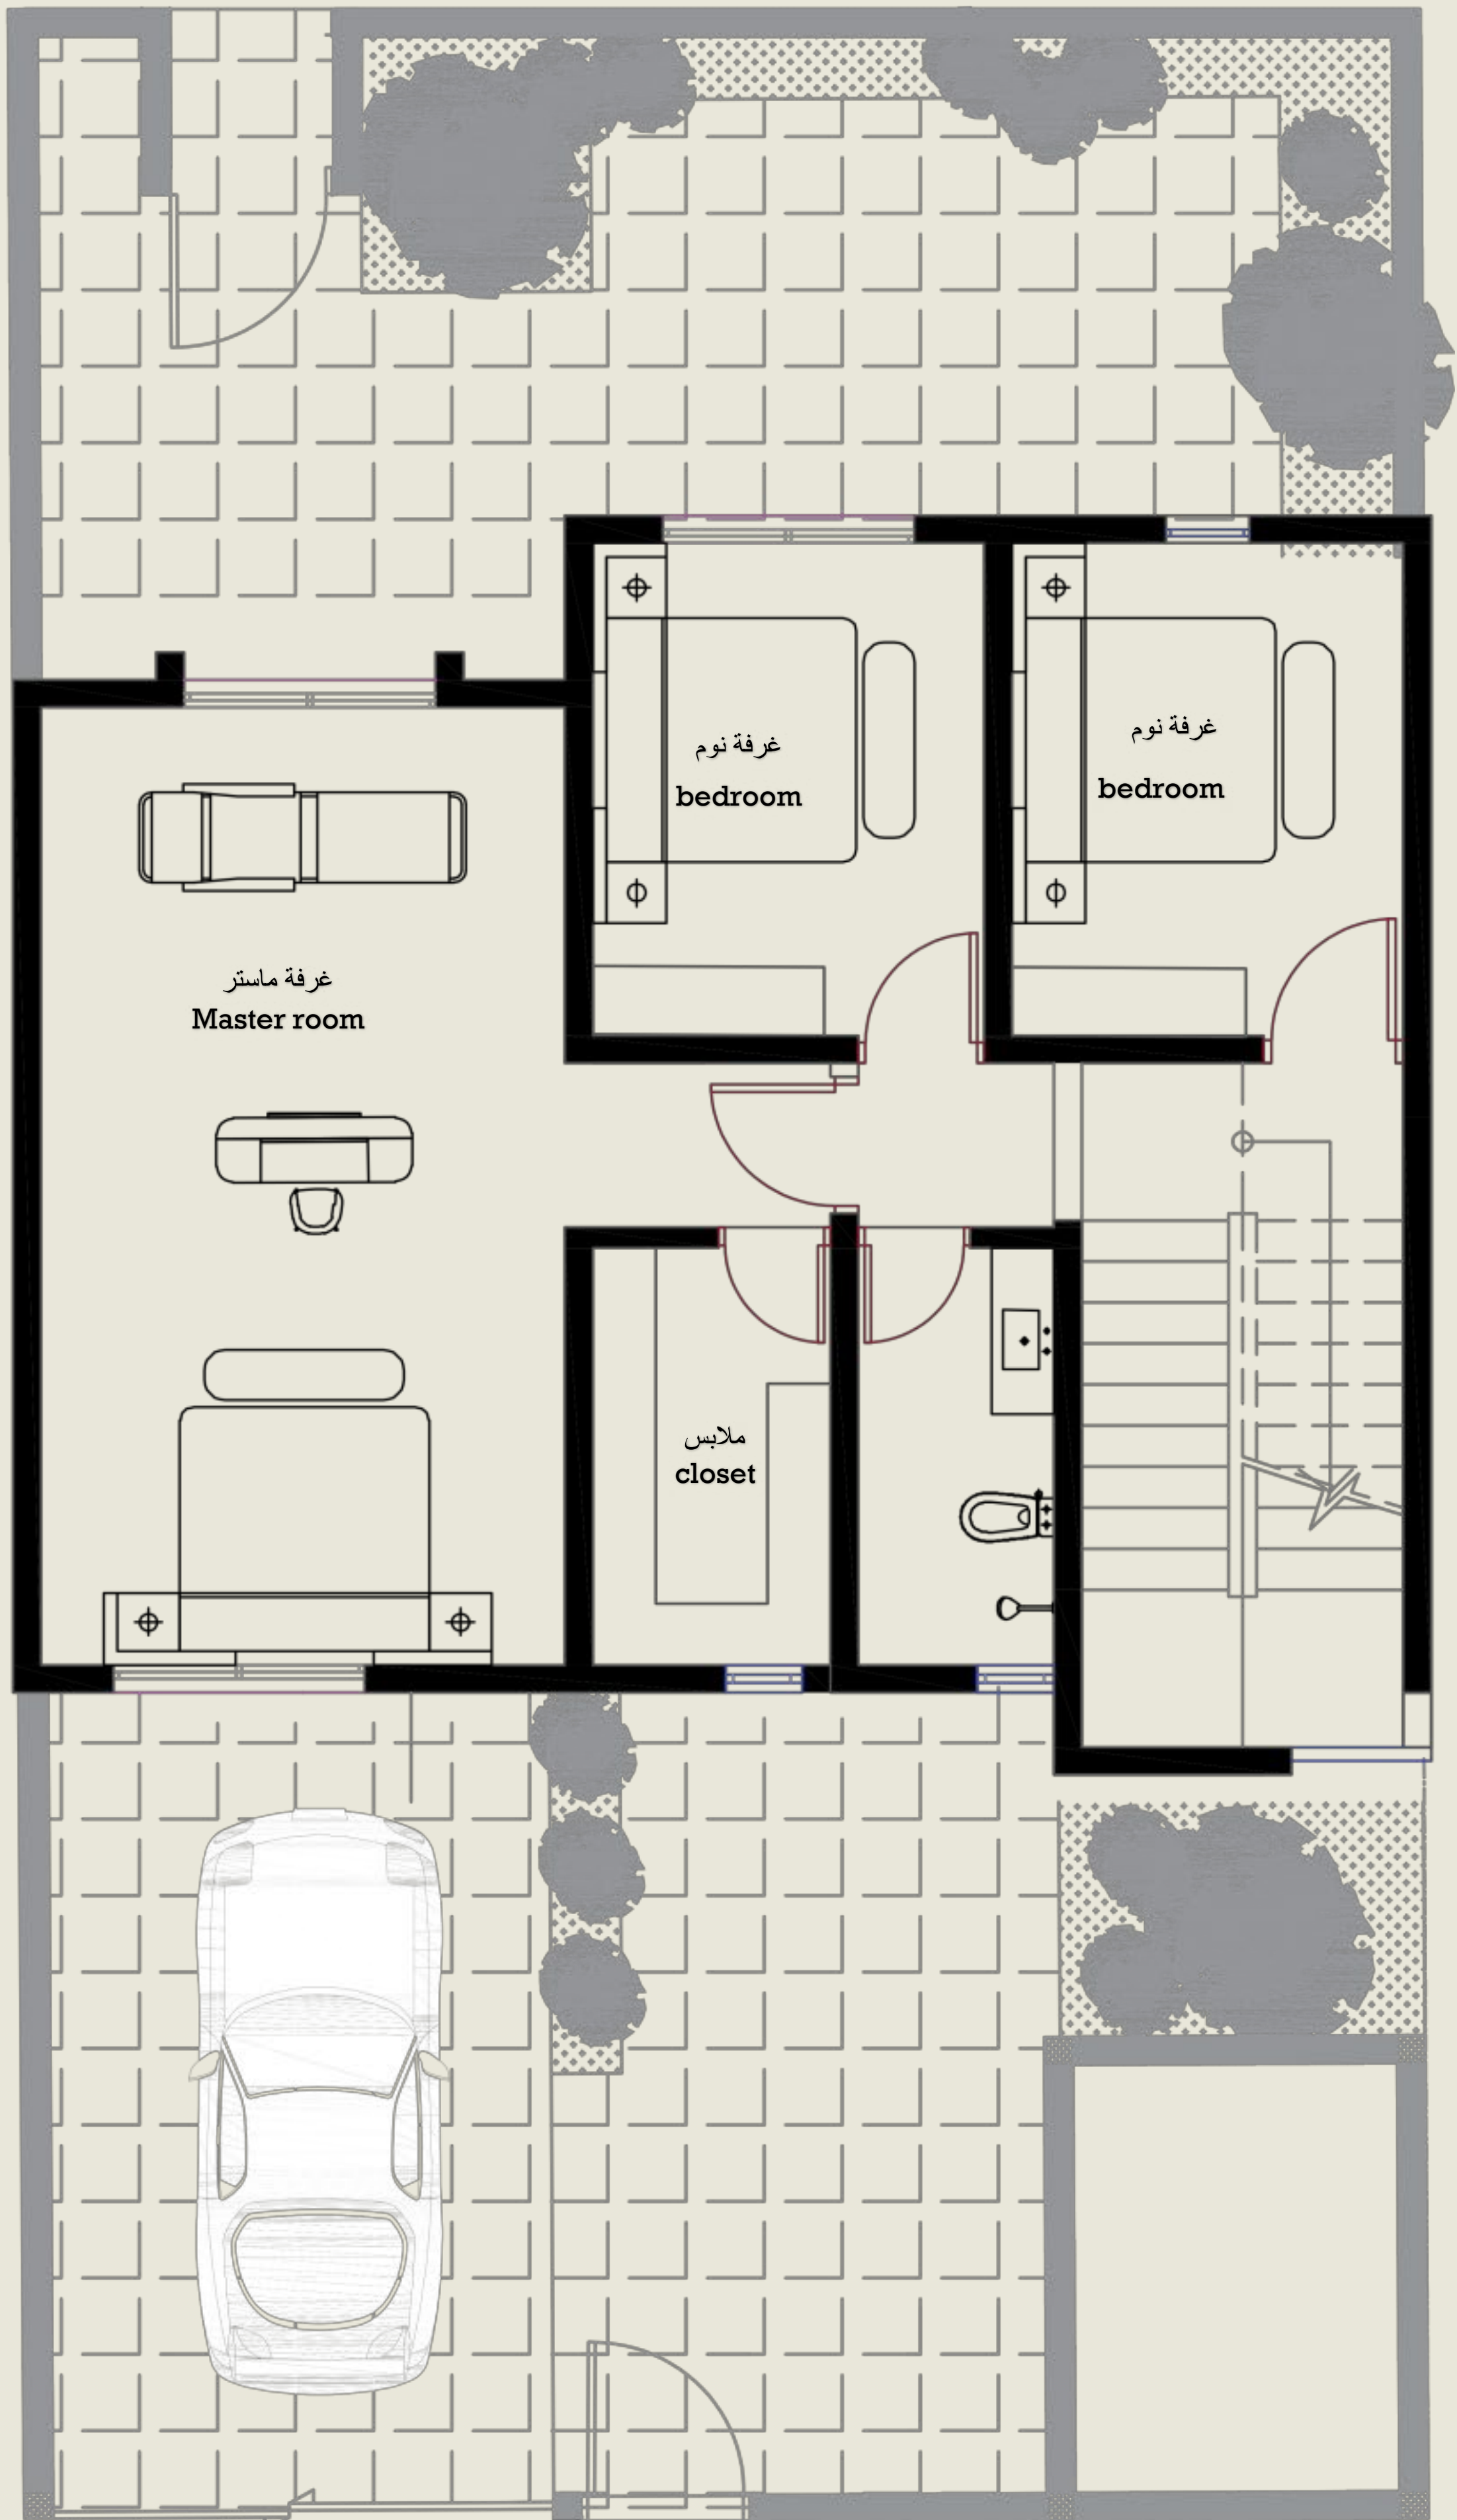 غرفة نوم
bedroom
غرفة نوم
bedroom
غرفة ماستر
Master room
ملابس
closet